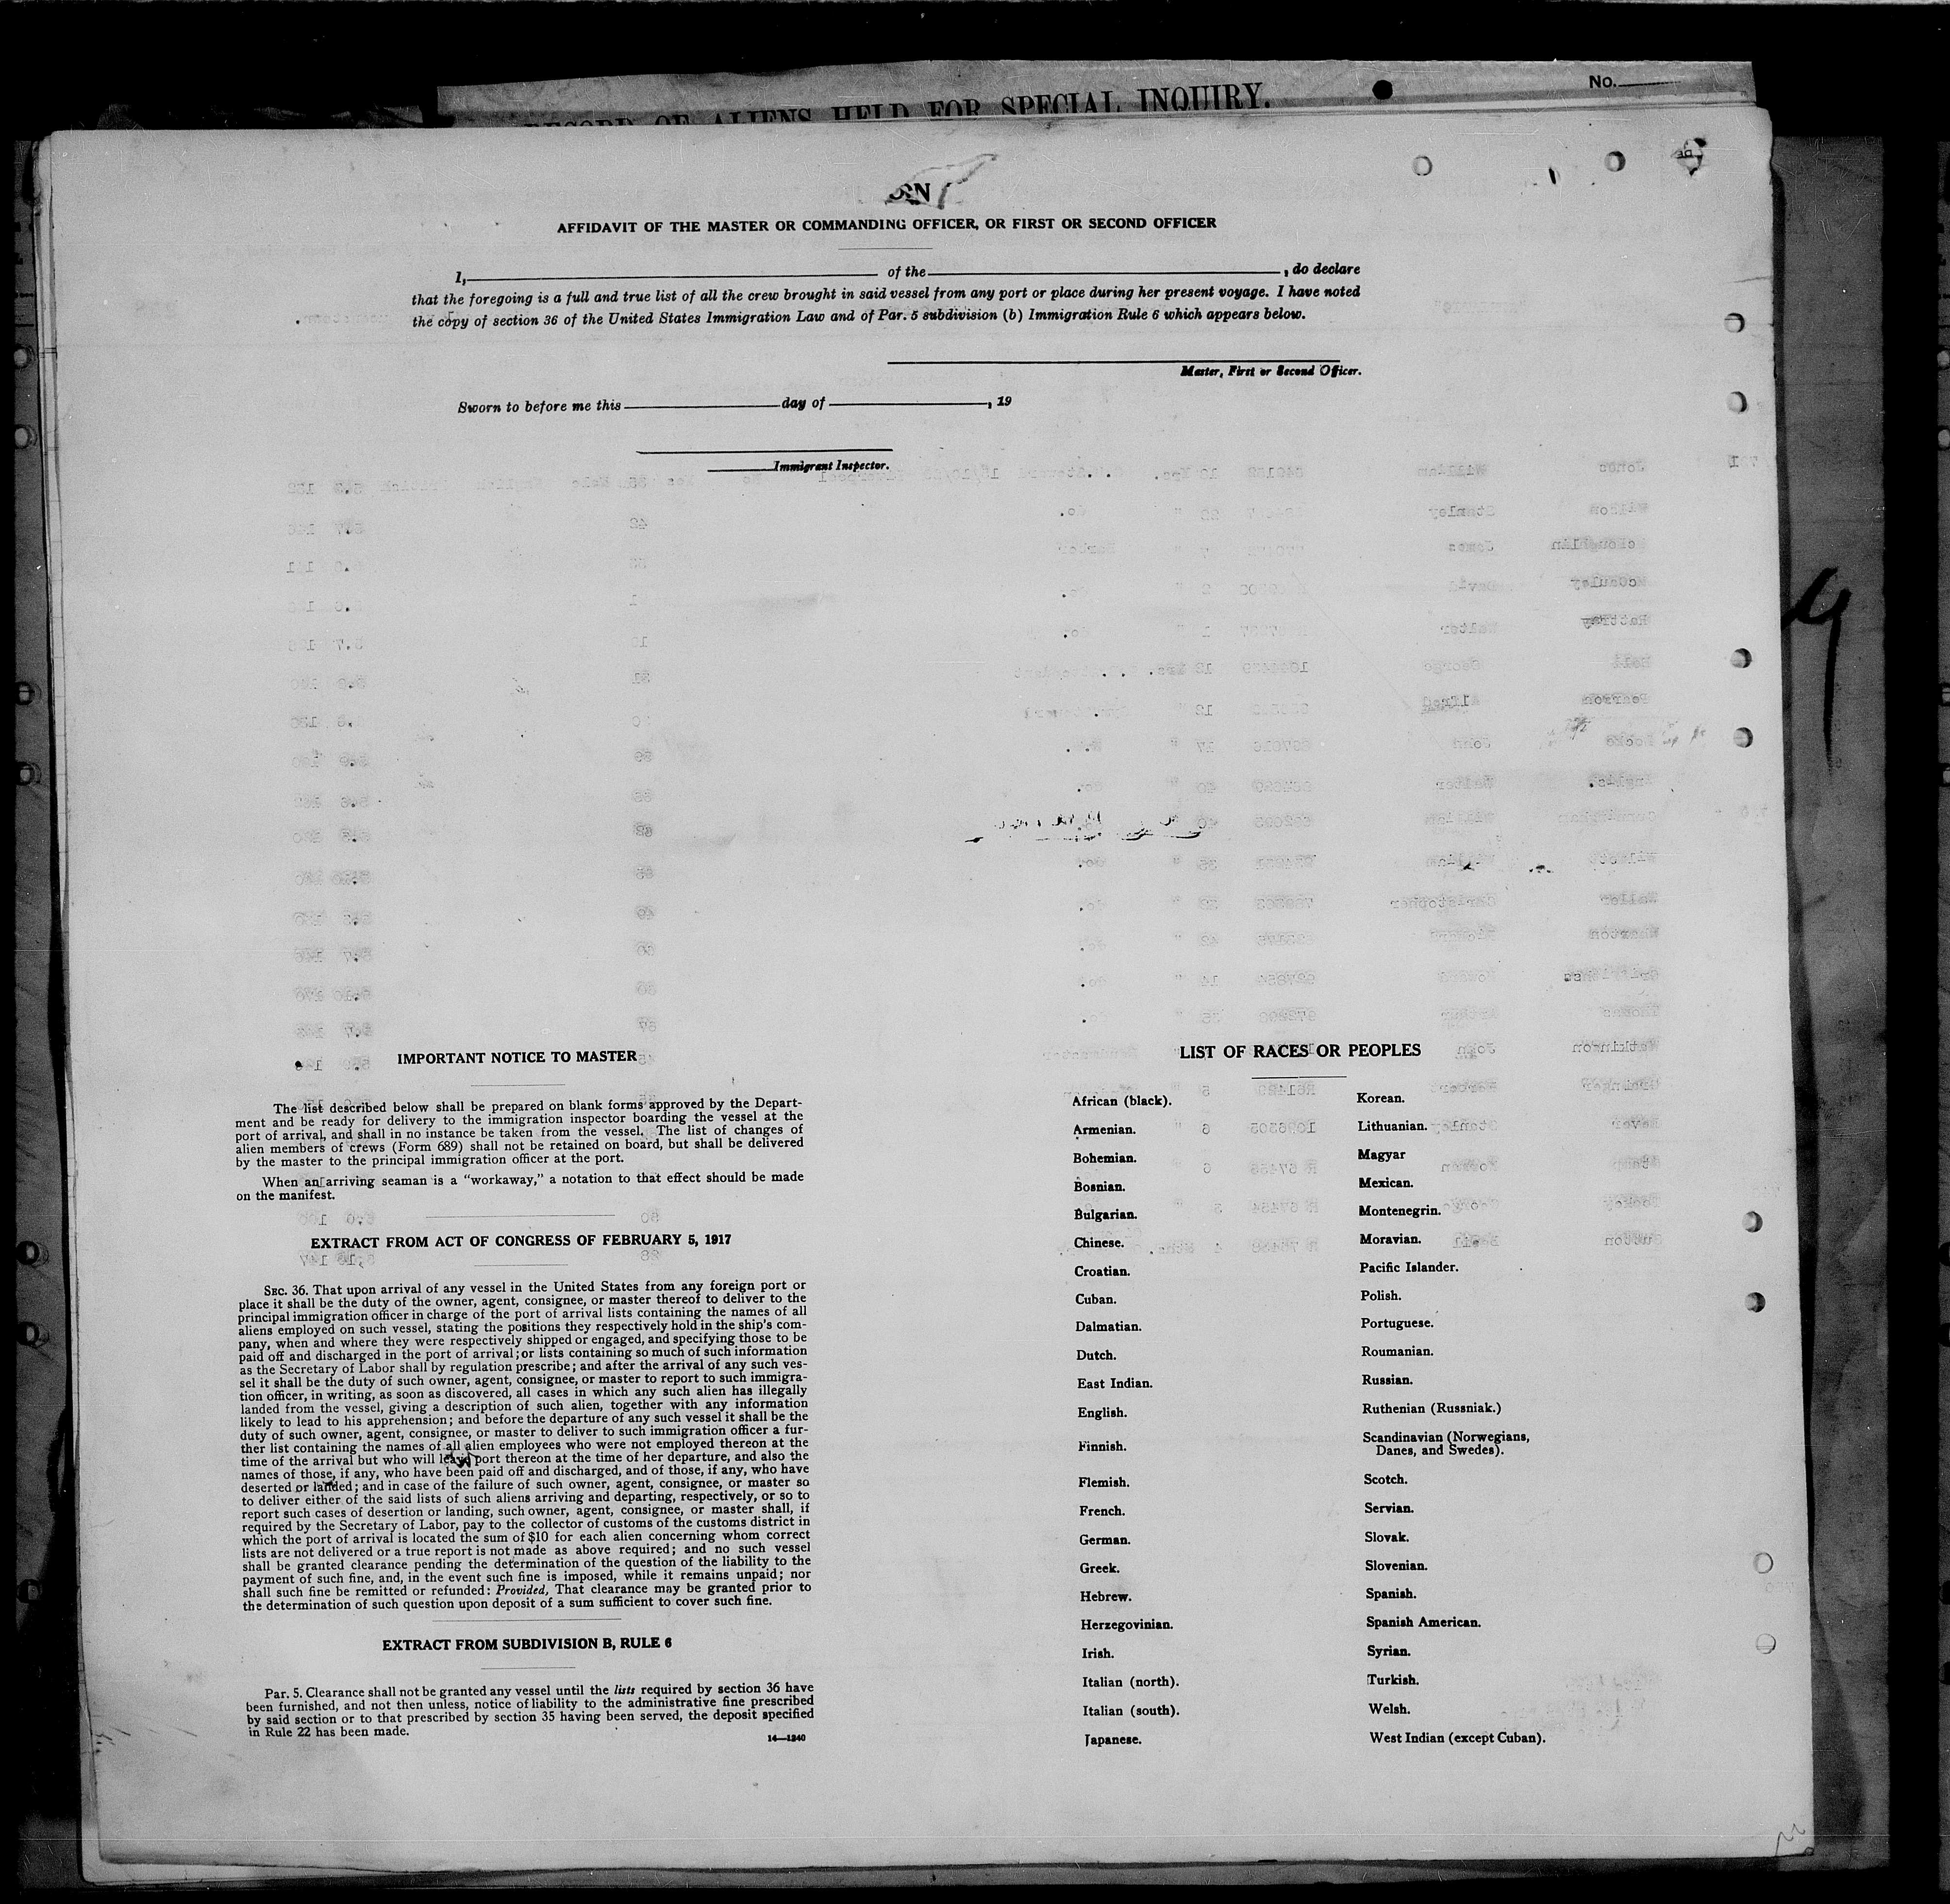 RECORD OF ALIENS HELD FOR SPECIAL INQUIRY.
No.
AFFIDAVIT OF THE MASTER OR COMMANDING OFFICER, OR FIRST OR SECOND OFFICER
I, of the , do declare
that the foregoing is a full and true list of all the crew brought in said vessel from any port or place during her present voyage. I have noted
the copy of section 36 of the United States Immigration Law and of Par. 5 subdivision (b) Immigration Rule 6 which appears below.
Master, First or Second Officer.
Sworn to before me this day of , 19
Immigrant Inspector.
IMPORTANT NOTICE TO MASTER
The list described below shall be prepared on blank forms approved by the Depart-
ment and be ready for delivery to the immigration inspector boarding the vessel at the
port of arrival, and shall in no instance be taken from the vessel. The list of changes of
alien members of crews (Form 689) shall not be retained on board, but shall be delivered
by the master to the principal immigration officer at the port.
When an arriving seaman is a "workaway," a notation to that effect should be made
on the manifest.
EXTRACT FROM ACT OF CONGRESS OF FEBRUARY 5, 1917
SEC. 36. That upon arrival of any vessel in the United States from any foreign port or
place it shall be the duty of the owner, agent, consignee, or master thereof to deliver to the
principal immigration officer in charge of the port of arrival lists containing the names of all
aliens employed on such vessel, stating the positions they respectively hold in the ship's com-
pany, when and where they were respectively shipped or engaged, and specifying those to be
paid off and discharged in the port of arrival; or lists containing so much of such information
as the Secretary of Labor shall by regulation prescribe; and after the arrival of any such ves-
sel it shall be the duty of such owner, agent, consignee, or master to report to such immigra-
tion officer, in writing, as soon as discovered, all cases in which any such alien has illegally
landed from the vessel, giving a description of such alien, together with any information
likely to lead to his apprehension; and before the departure of any such vessel it shall be the
duty of such owner, agent, consignee, or master to deliver to such immigration officer a fur-
ther list containing the names of all alien employees who were not employed thereon at the
time of the arrival but who will leave port thereon at the time of her departure, and also the
names of those, if any, who have been paid off and discharged, and of those, if any, who have
deserted or landed; and in case of the failure of such owner, agent, consignee, or master so
to deliver either of the said lists of such aliens arriving and departing, respectively, or so to
report such cases of desertion or landing, such owner, agent, consignee, or master shall, if
required by the Secretary of Labor, pay to the collector of customs of the customs district in
which the port of arrival is located the sum of $10 for each alien concerning whom correct
lists are not delivered or a true report is not made as above required; and no such vessel
shall be granted clearance pending the determination of the question of the liability to the
payment of such fine, and, in the event such fine is imposed, while it remains unpaid; nor
shall such fine be remitted or refunded: Provided, That clearance may be granted prior to
the determination of such question upon deposit of a sum sufficient to cover such fine.
EXTRACT FROM SUBDIVISION B, RULE 6
Par. 5. Clearance shall not be granted any vessel until the lists required by section 36 have
been furnished, and not then unless, notice of liability to the administrative fine prescribed
by said section or to that prescribed by section 35 having been served, the deposit specified
in Rule 22 has been made.
14—1240
LIST OF RACES OR PEOPLES
African (black).
Armenian.
Bohemian.
Bosnian.
Bulgarian.
Chinese.
Croatian.
Cuban.
Dalmatian.
Dutch.
East Indian.
English.
Finnish.
Flemish.
French.
German.
Greek.
Hebrew.
Herzegovinian.
Irish.
Italian (north).
Italian (south).
Japanese.
Korean.
Lithuanian.
Magyar
Mexican.
Montenegrin.
Moravian.
Pacific Islander.
Polish.
Portuguese.
Roumanian.
Russian.
Ruthenian (Russniak.)
Scandinavian (Norwegians,
Danes, and Swedes).
Scotch.
Servian.
Slovak.
Slovenian.
Spanish.
Spanish American.
Syrian.
Turkish.
Welsh.
West Indian (except Cuban).